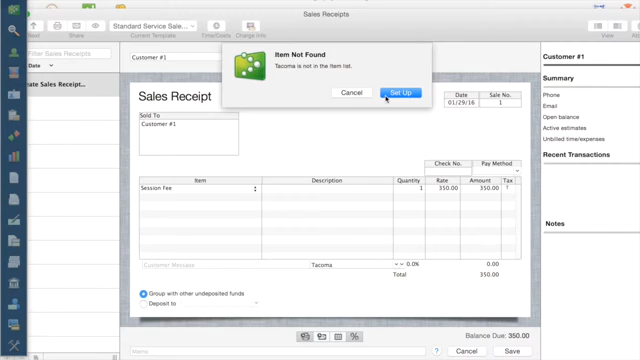 Sales Receipts
New
Share
Standard Service Sale...
Current Template
Time/Costs
Charge Info
Filter Sales Receipts
Date
ate Sales Receipt...
Customer #1
Item Not Found
Tacoma is not in the Item list.
Cancel
Set Up
Sales Receipt
Date
Sale No.
01/29/16
1
Sold To
Customer #1
Check No.
Pay Method
Item
Description
Quantity
Rate
Amount
Tax
Session Fee
1
350.00
350.00
T
Customer Message
Tacoma
0.0%
0.00
Total
350.00
Group with other undeposited funds
Deposit to
Balance Due: 350.00
Memo
?
Cancel
Save
Customer #1
Summary
Phone
Email
Open balance
Active estimates
Unbilled time/expenses
Recent Transactions
Notes